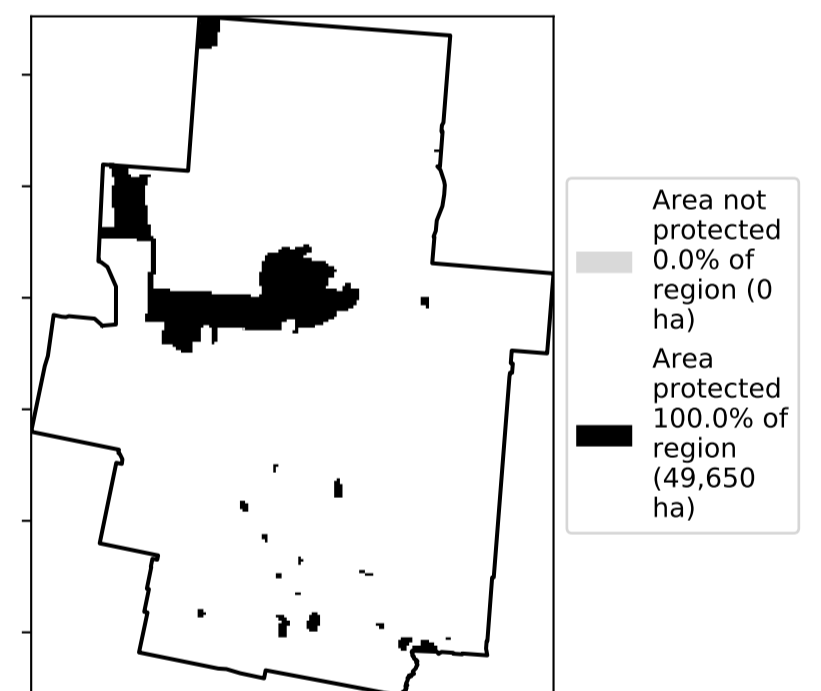 Area not
protected
0.0% of
region (0
ha)
Area
protected
100.0% of
region
(49,650
ha)